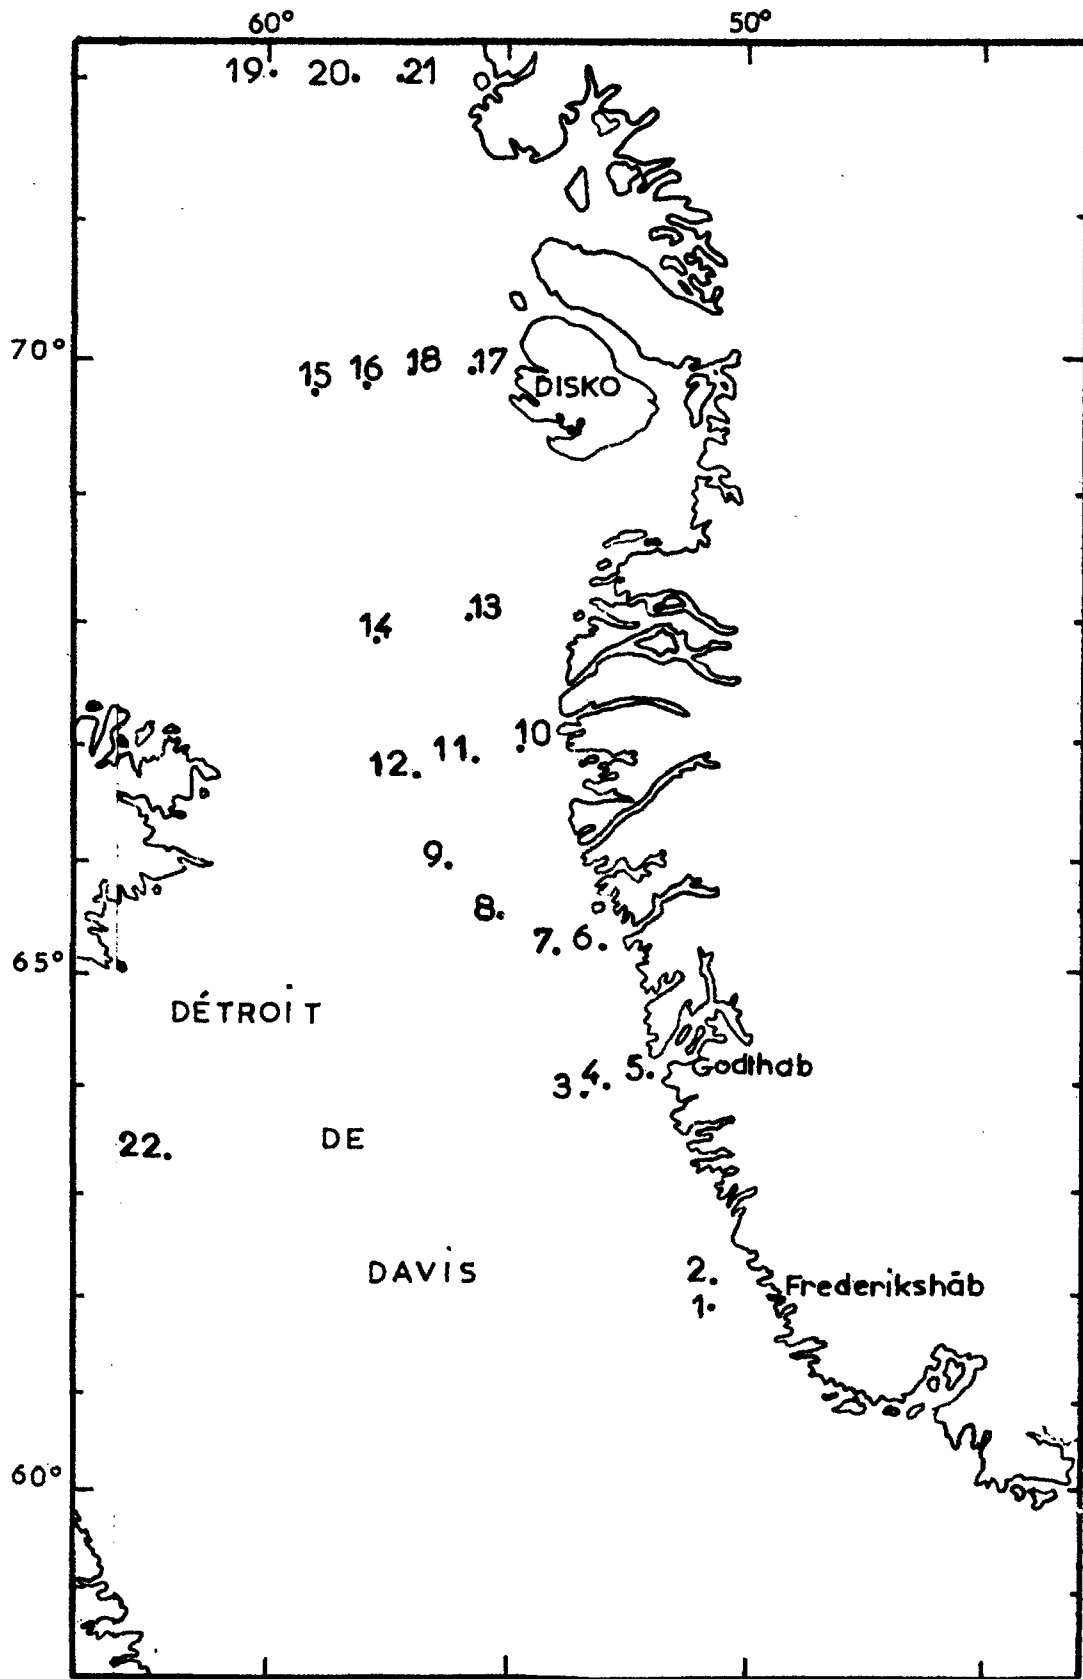 60° 50°
19. 20. .21
70°
15 16 18 17
DISKO
14 .13
12. 11. 10
9.
8.
7. 6.
65°
DÉTROIT
3. 4. 5. Godthåb
22. DE
DAVIS
2. Frederikshåb
1.
60°